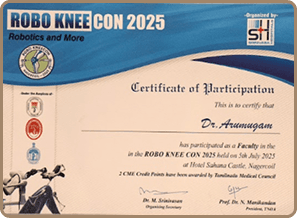 ROBO KNEE CON 2025
Robotics and More
-Organized by-
Certificate of Participation
This is to certify that
Dr. Arumugam
has participated as a Faculty in the
in the ROBO KNEE CON 2025 held on 5th July 2025
at Hotel Sahana Castle, Nagercoil
2 CME Credit Points have been awarded by Tamilnadu Medical Council
Dr. M. Srinivasan
Organizing Secretary
Prof. Dr. N. Manikandan
President, TNOA